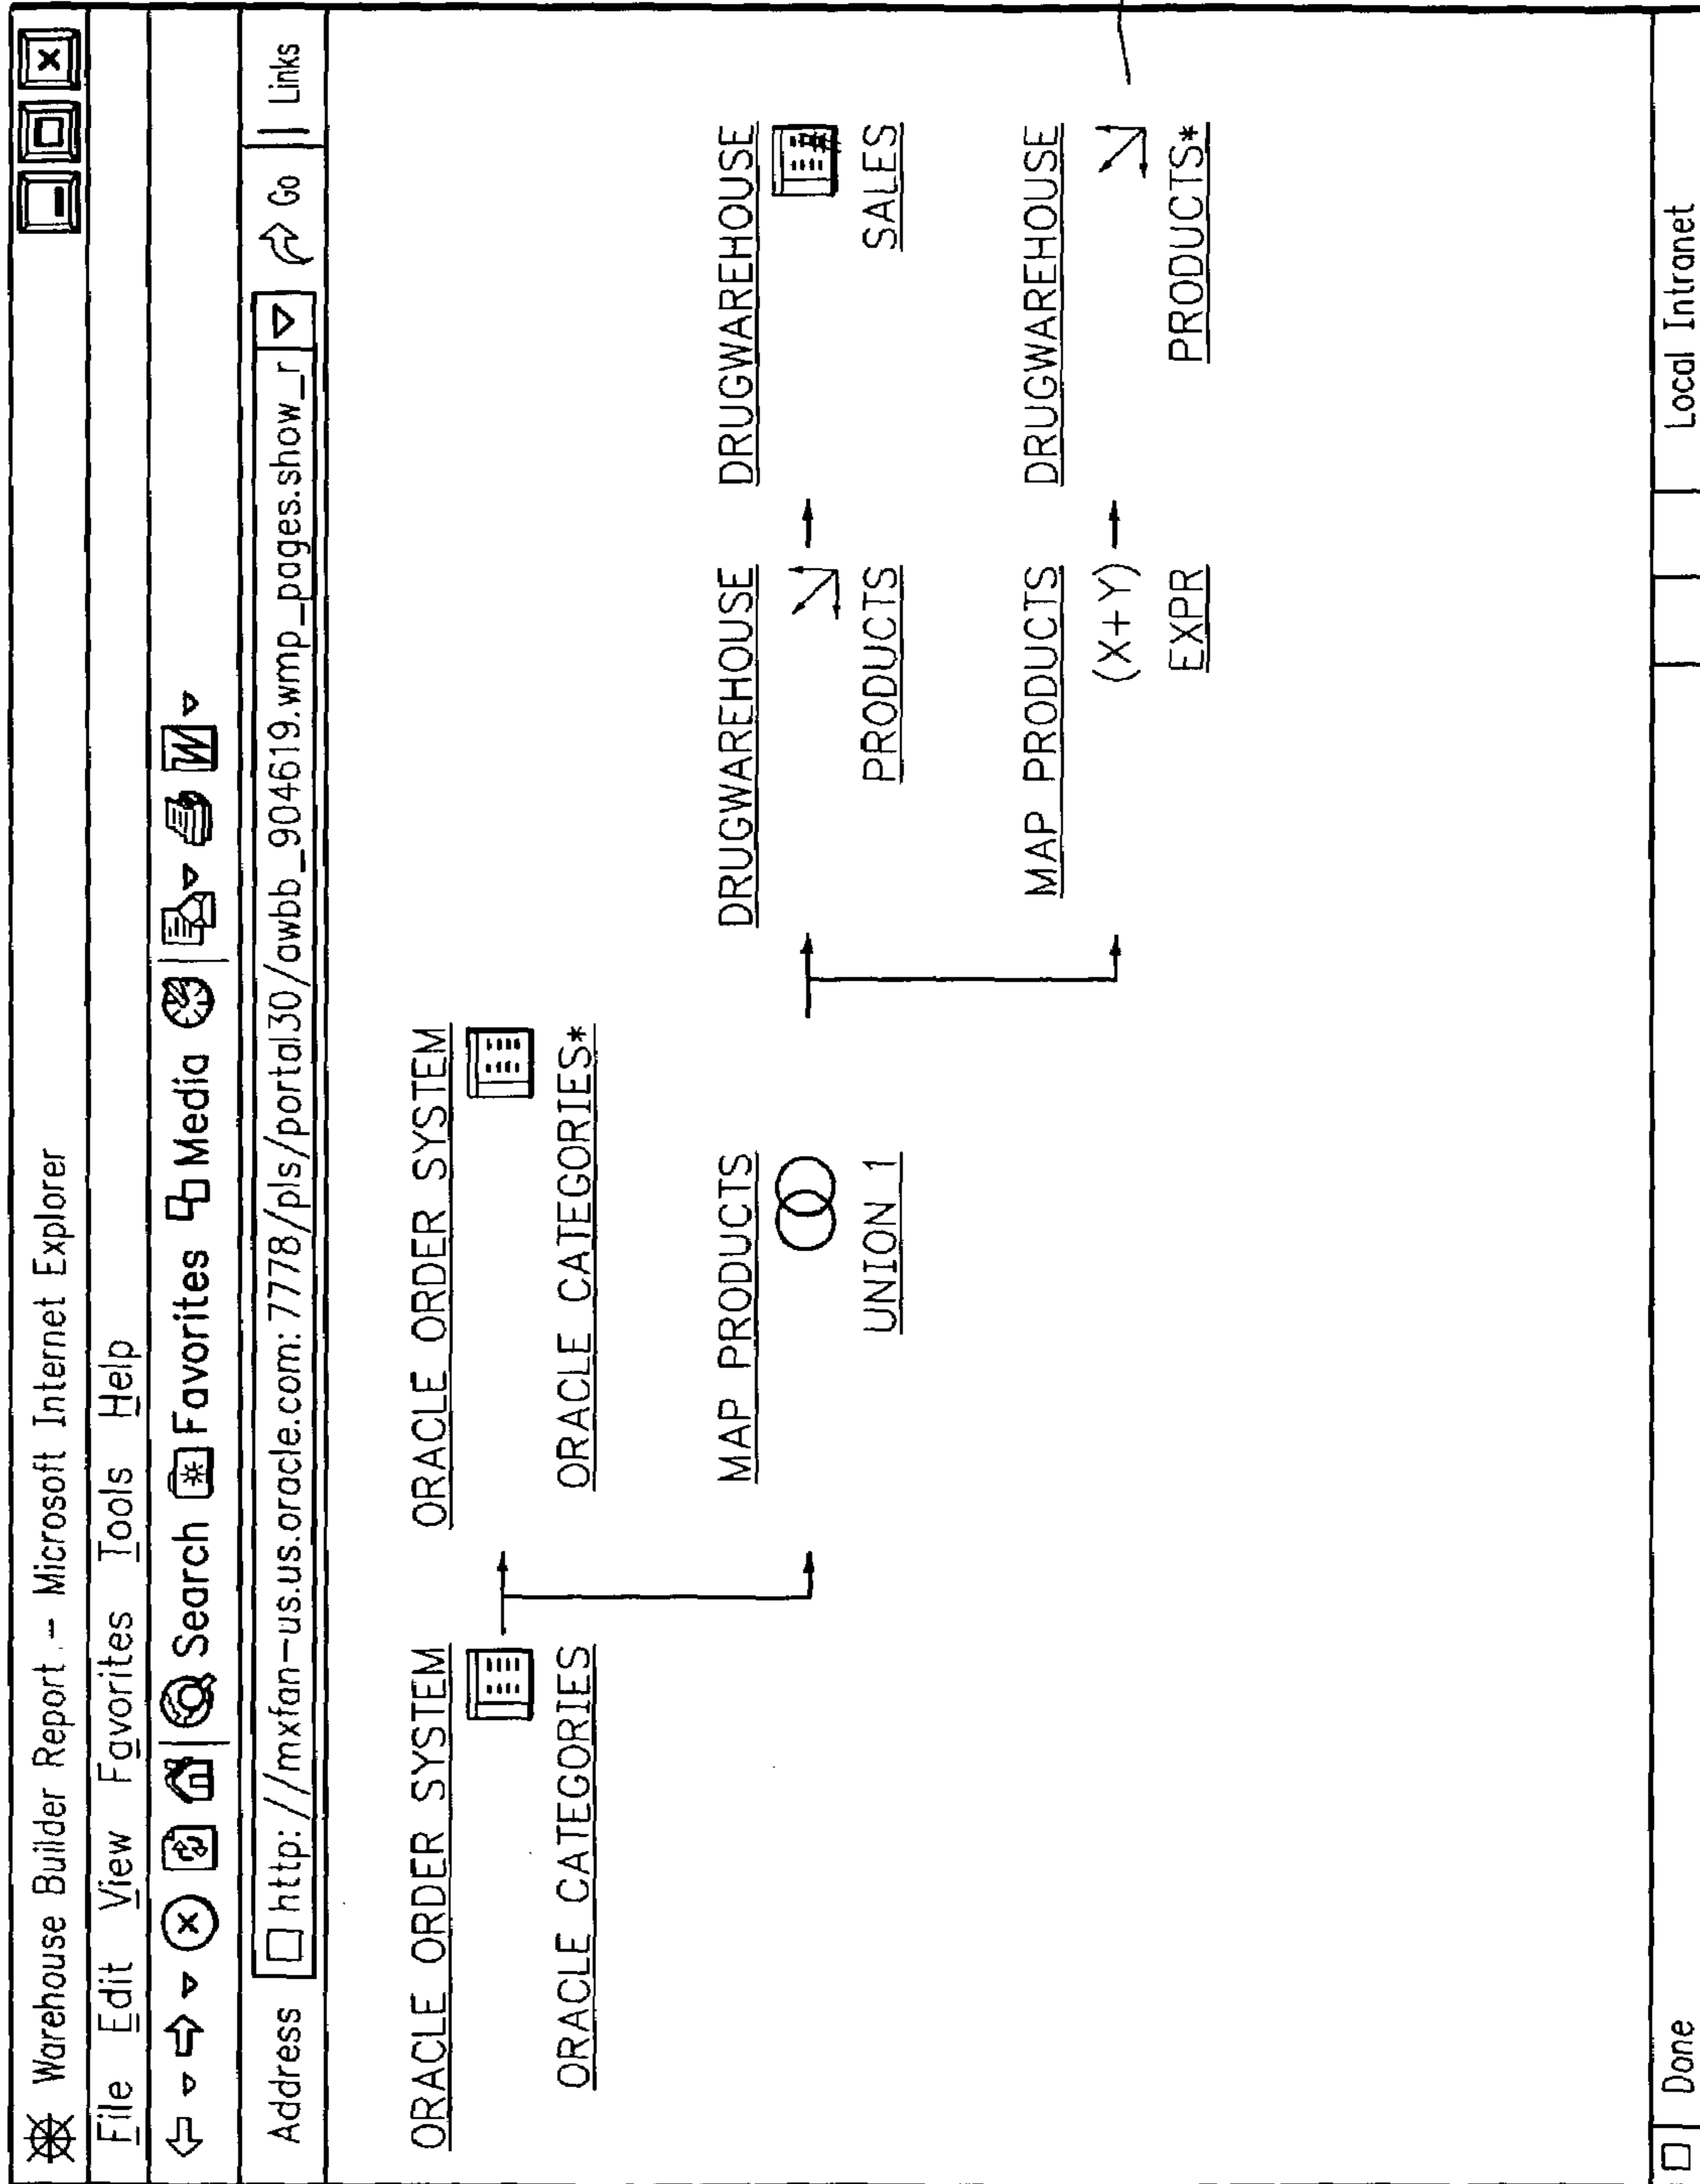 Warehouse Builder Report - Microsoft Internet Explorer
File Edit View Favorites Tools Help
Search Favorites Media
Address http://mxfan-us.us.oracle.com:7778/pls/portal30/awbb_904619.wmp_pages.show_r Go Links
ORACLE ORDER SYSTEM
ORACLE CATEGORIES
ORACLE ORDER SYSTEM
ORACLE CATEGORIES*
MAP PRODUCTS
UNION 1
DRUGWAREHOUSE
PRODUCTS
DRUGWAREHOUSE
SALES
MAP PRODUCTS
(X+Y)
EXPR
DRUGWAREHOUSE
PRODUCTS*
Done
Local Intranet